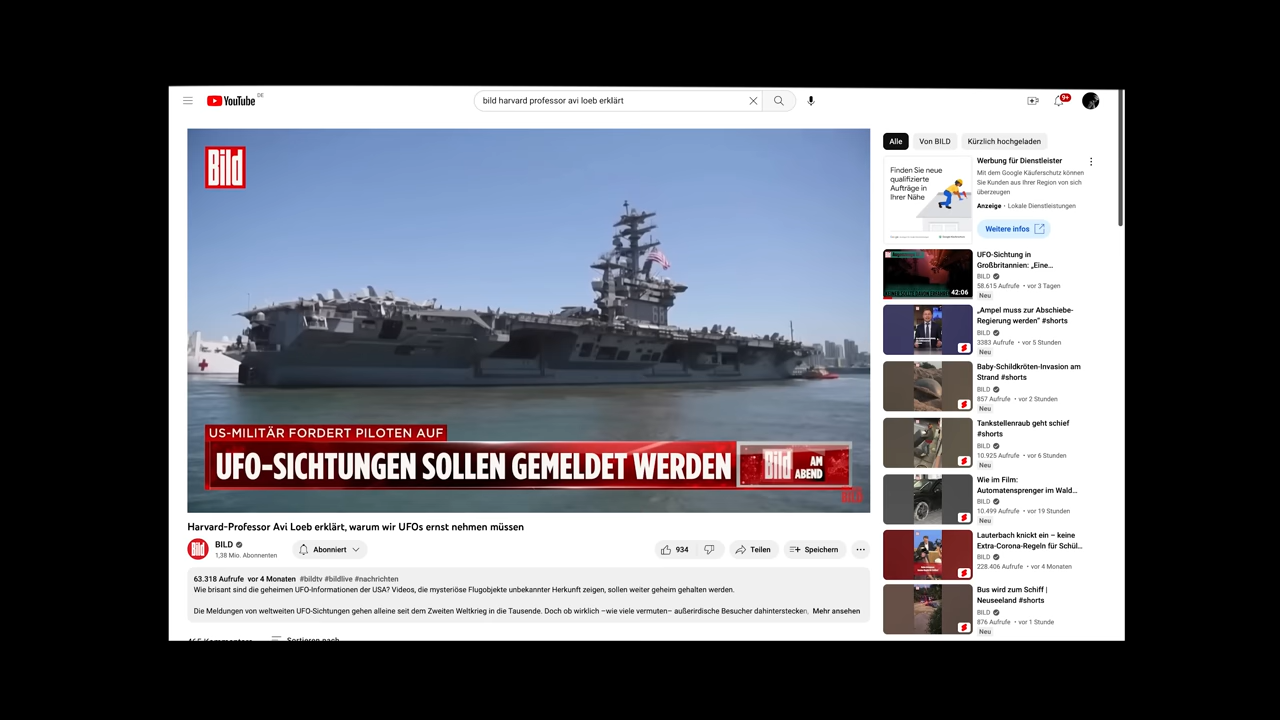 YouTube DE
bild harvard professor avi loeb erklärt
9+
Bild
US-MILITÄR FORDERT PILOTEN AUF
UFO-SICHTUNGEN SOLLEN GEMELDET WERDEN
Bild AM
ABEND
Harvard-Professor Avi Loeb erklärt, warum wir UFOs ernst nehmen müssen
Bild
BILD
1,38 Mio. Abonnenten
Abonniert
934
Teilen
Speichern
63.318 Aufrufe vor 4 Monaten #bildtv #bildlive #nachrichten
Wie brisant sind die geheimen UFO-Informationen der USA? Videos, die mysteriöse Flugobjekte unbekannter Herkunft zeigen, sollen weiter geheim gehalten werden.
Die Meldungen von weltweiten UFO-Sichtungen gehen alleine seit dem Zweiten Weltkrieg in die Tausende. Doch ob wirklich –wie viele vermuten– außerirdische Besucher dahinterstecken. Mehr ansehen
465 Kommentare
Sortieren nach
Alle
Von BILD
Kürzlich hochgeladen
Finden Sie neue
qualifizierte
Aufträge in
Ihrer Nähe
Werbung für Dienstleister
Mit dem Google Käuferschutz können
Sie Kunden aus Ihrer Region von sich
überzeugen
Anzeige • Lokale Dienstleistungen
Weitere infos
42:06
UFO-Sichtung in
Großbritannien: „Eine...
BILD
58.615 Aufrufe • vor 3 Tagen
Neu
„Ampel muss zur Abschiebe-
Regierung werden“ #shorts
BILD
3383 Aufrufe • vor 5 Stunden
Neu
Baby-Schildkröten-Invasion am
Strand #shorts
BILD
857 Aufrufe • vor 2 Stunden
Neu
Tankstellenraub geht schief
#shorts
BILD
10.925 Aufrufe • vor 6 Stunden
Neu
Wie im Film:
Automatensprenger im Wald...
BILD
10.499 Aufrufe • vor 19 Stunden
Neu
Lauterbach knickt ein – keine
Extra-Corona-Regeln für Schül...
BILD
228.406 Aufrufe • vor 4 Monaten
Bus wird zum Schiff |
Neuseeland #shorts
BILD
876 Aufrufe • vor 1 Stunde
Neu